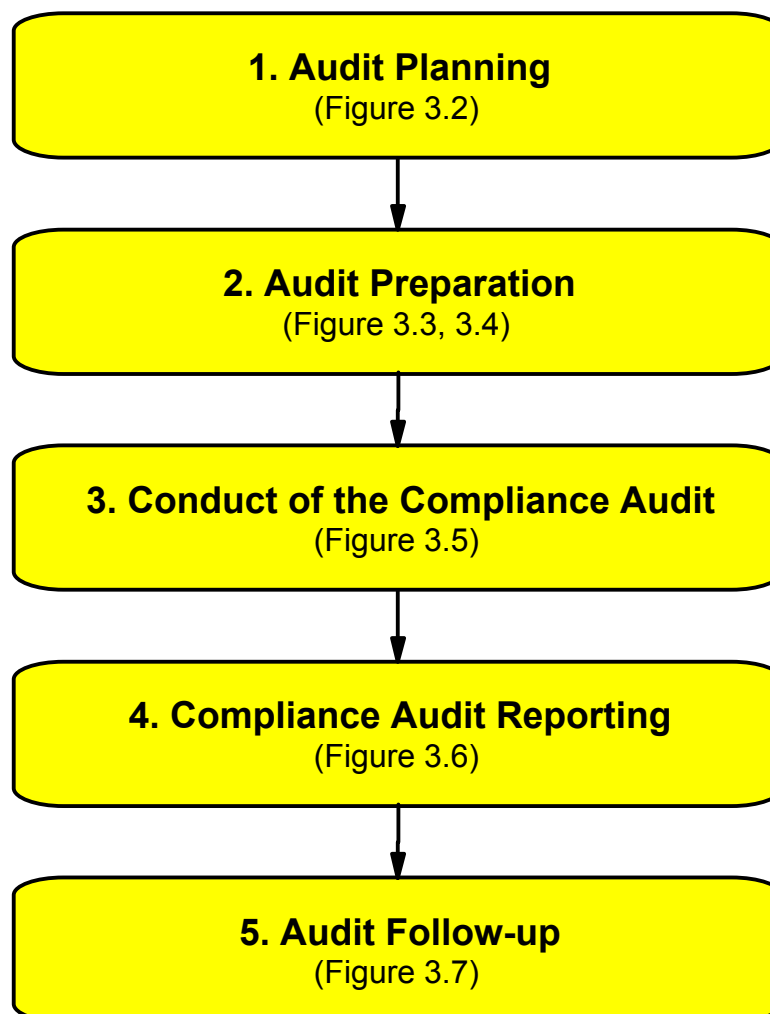 1. Audit Planning
(Figure 3.2)
2. Audit Preparation
(Figure 3.3, 3.4)
3. Conduct of the Compliance Audit
(Figure 3.5)
4. Compliance Audit Reporting
(Figure 3.6)
5. Audit Follow-up
(Figure 3.7)